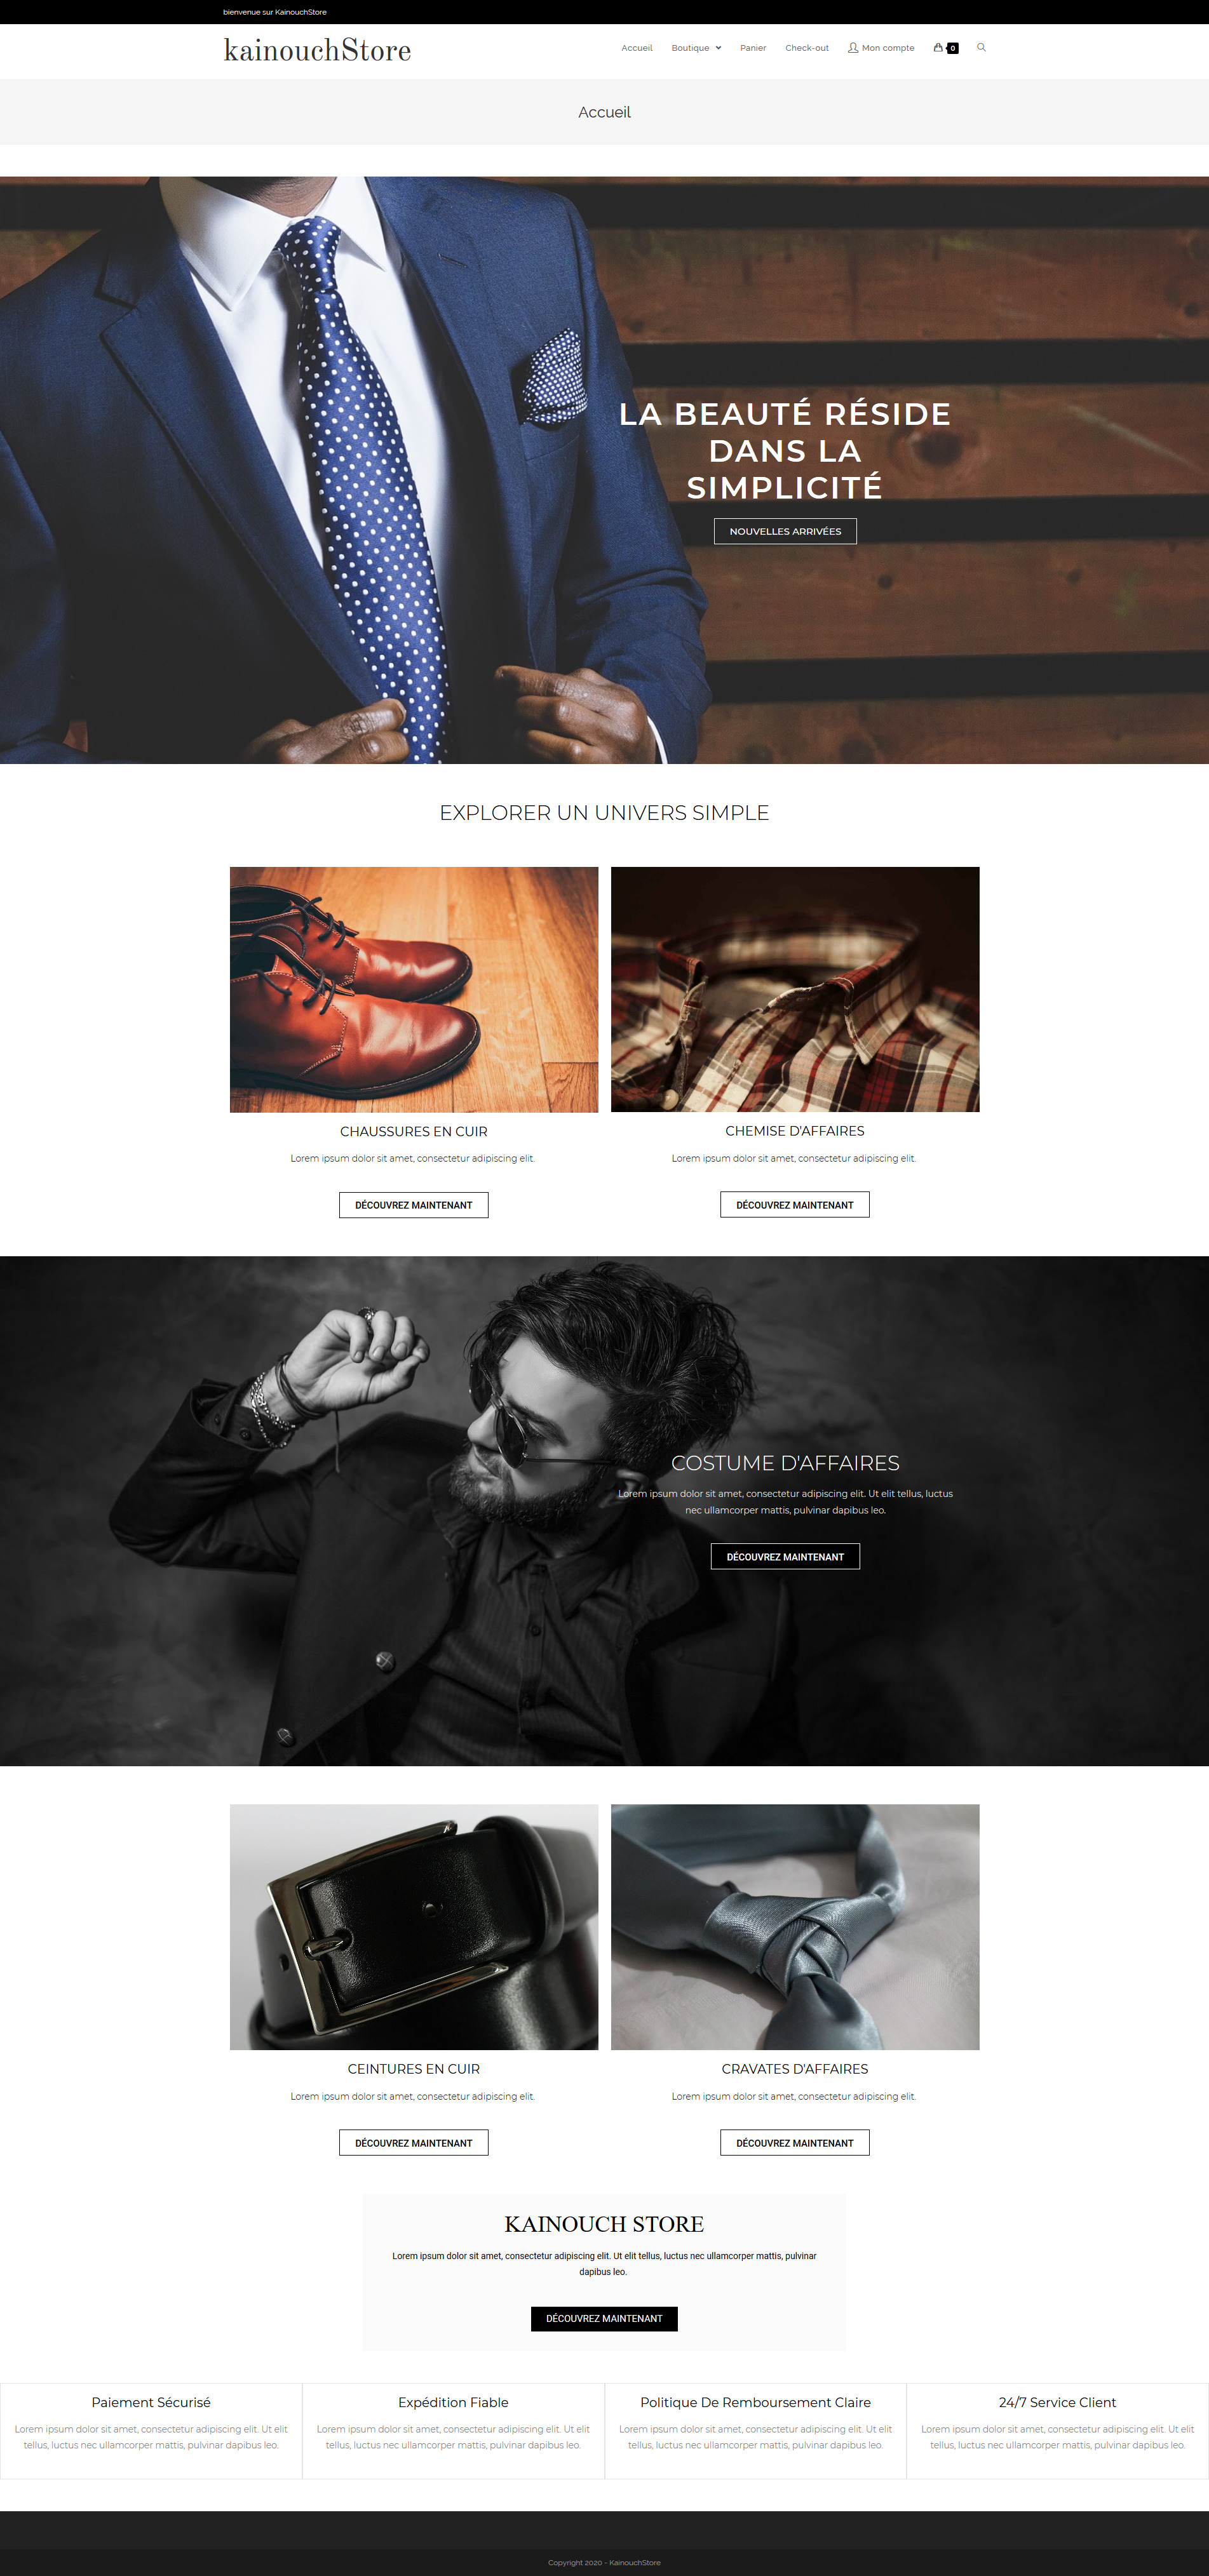 bienvenue sur KainouchStore
kainouchStore
Accueil
Boutique
Panier
Check-out
Mon compte
0
Accueil
LA BEAUTÉ RÉSIDE
DANS LA
SIMPLICITÉ
NOUVELLES ARRIVÉES
EXPLORER UN UNIVERS SIMPLE
CHAUSSURES EN CUIR
Lorem ipsum dolor sit amet, consectetur adipiscing elit.
DÉCOUVREZ MAINTENANT
CHEMISE D'AFFAIRES
Lorem ipsum dolor sit amet, consectetur adipiscing elit.
DÉCOUVREZ MAINTENANT
COSTUME D'AFFAIRES
Lorem ipsum dolor sit amet, consectetur adipiscing elit. Ut elit tellus, luctus
nec ullamcorper mattis, pulvinar dapibus leo.
DÉCOUVREZ MAINTENANT
CEINTURES EN CUIR
Lorem ipsum dolor sit amet, consectetur adipiscing elit.
DÉCOUVREZ MAINTENANT
CRAVATES D'AFFAIRES
Lorem ipsum dolor sit amet, consectetur adipiscing elit.
DÉCOUVREZ MAINTENANT
KAINOUCH STORE
Lorem ipsum dolor sit amet, consectetur adipiscing elit. Ut elit tellus, luctus nec ullamcorper mattis, pulvinar
dapibus leo.
DÉCOUVREZ MAINTENANT
Paiement Sécurisé
Lorem ipsum dolor sit amet, consectetur adipiscing elit. Ut elit
tellus, luctus nec ullamcorper mattis, pulvinar dapibus leo.
Expédition Fiable
Lorem ipsum dolor sit amet, consectetur adipiscing elit. Ut elit
tellus, luctus nec ullamcorper mattis, pulvinar dapibus leo.
Politique De Remboursement Claire
Lorem ipsum dolor sit amet, consectetur adipiscing elit. Ut elit
tellus, luctus nec ullamcorper mattis, pulvinar dapibus leo.
24/7 Service Client
Lorem ipsum dolor sit amet, consectetur adipiscing elit. Ut elit
tellus, luctus nec ullamcorper mattis, pulvinar dapibus leo.
Copyright 2020 - KainouchStore